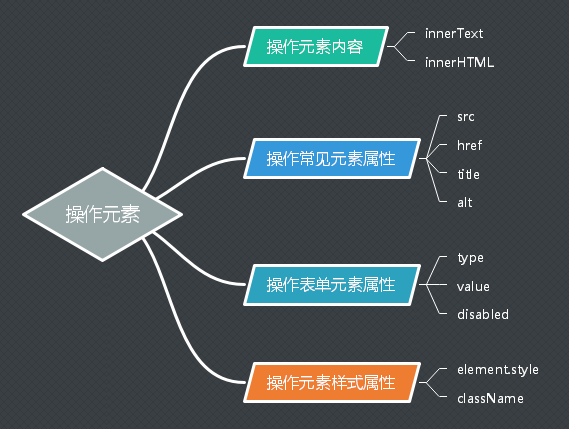 操作元素
操作元素内容
innerText
innerHTML
操作常见元素属性
src
href
title
alt
操作表单元素属性
type
value
disabled
操作元素样式属性
element.style
className